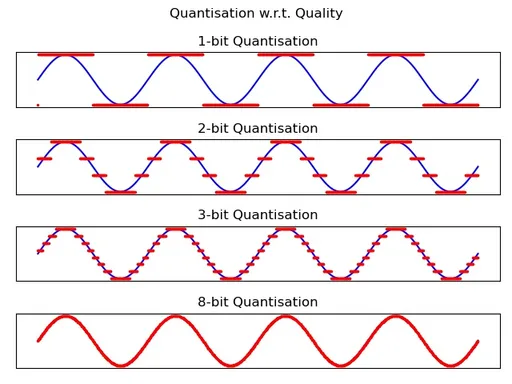 Quantisation w.r.t. Quality
1-bit Quantisation
2-bit Quantisation
3-bit Quantisation
8-bit Quantisation